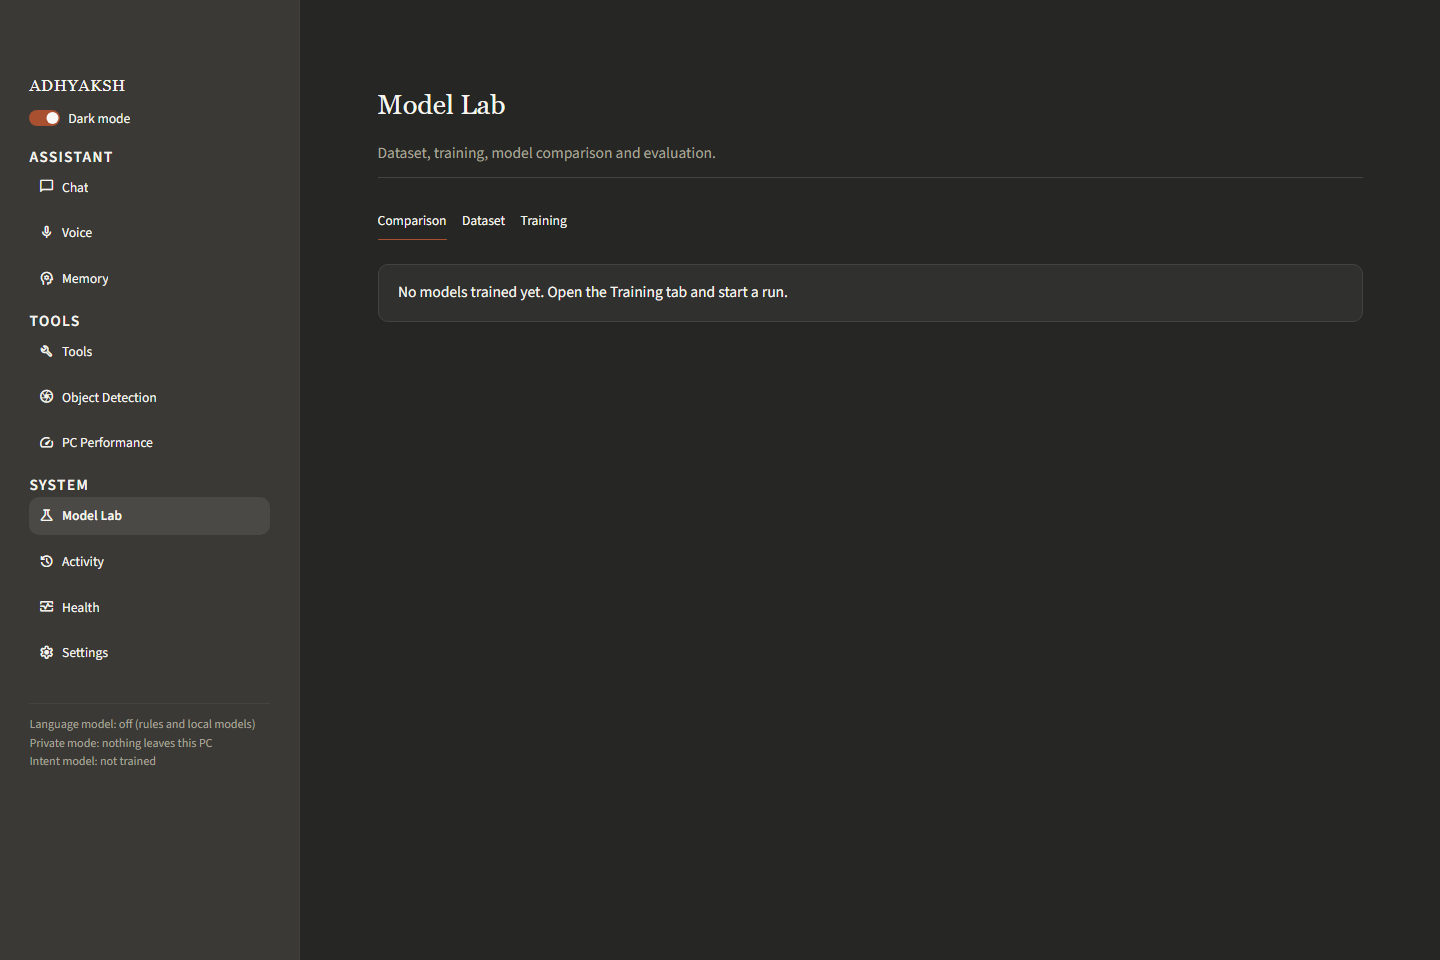 ADHYAKSH
Dark mode
ASSISTANT
Chat
Voice
Memory
TOOLS
Tools
Object Detection
PC Performance
SYSTEM
Model Lab
Activity
Health
Settings
Language model: off (rules and local models)
Private mode: nothing leaves this PC
Intent model: not trained
Model Lab
Dataset, training, model comparison and evaluation.
Comparison Dataset Training
No models trained yet. Open the Training tab and start a run.